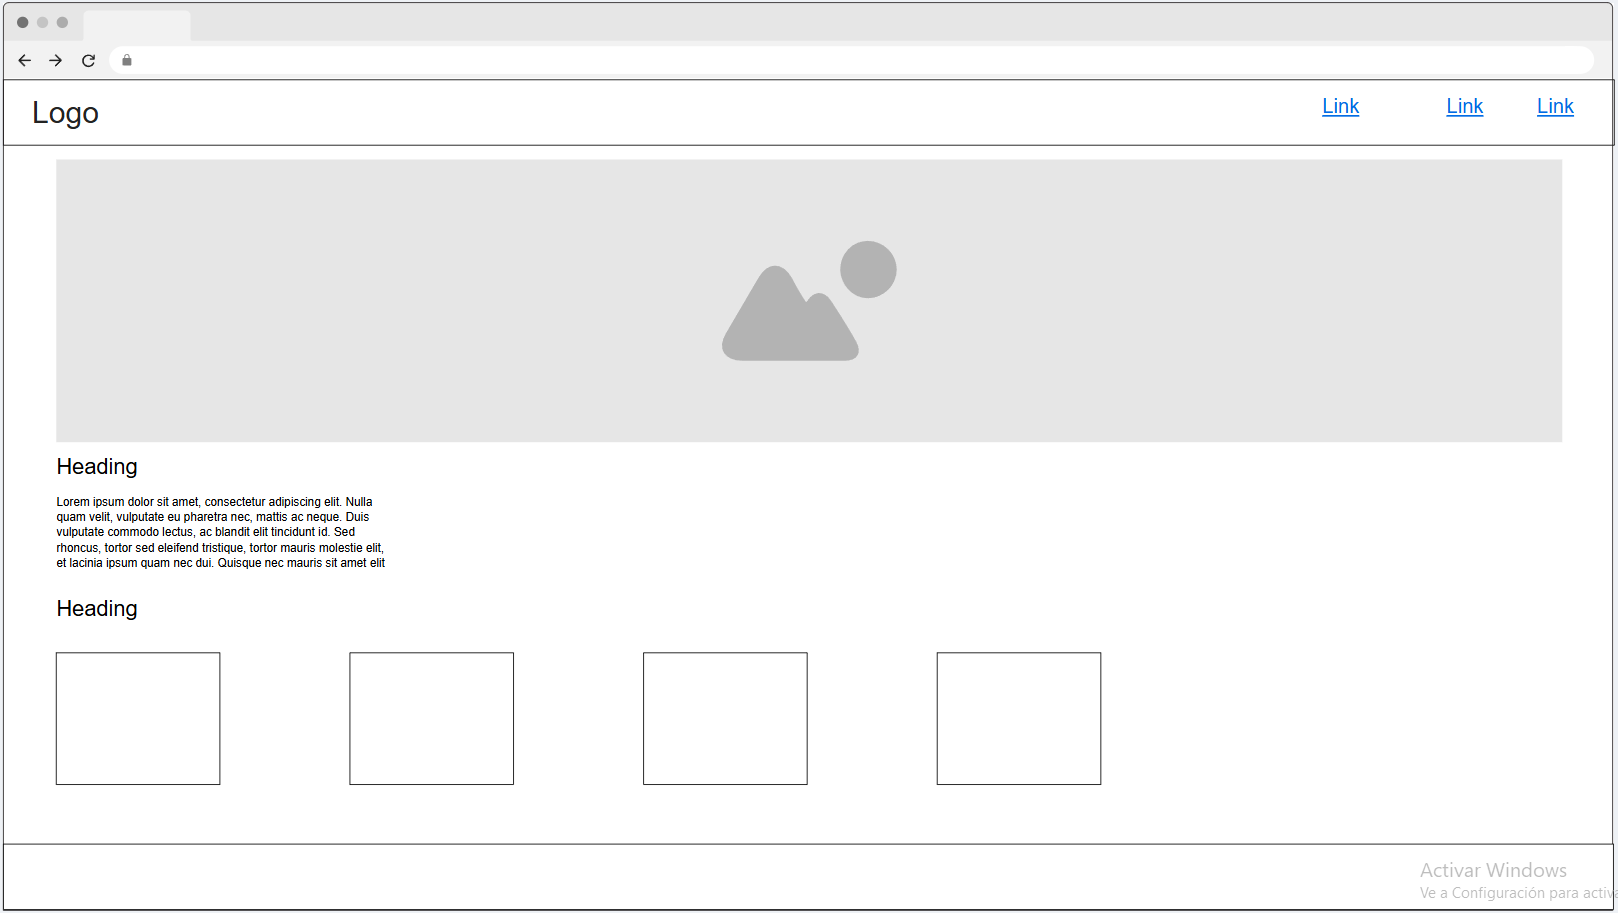 Logo
Link Link Link
Heading
Lorem ipsum dolor sit amet, consectetur adipiscing elit. Nulla
quam velit, vulputate eu pharetra nec, mattis ac neque. Duis
vulputate commodo lectus, ac blandit elit tincidunt id. Sed
rhoncus, tortor sed eleifend tristique, tortor mauris molestie elit,
et lacinia ipsum quam nec dui. Quisque nec mauris sit amet elit
Heading
Activar Windows
Ve a Configuración para activa